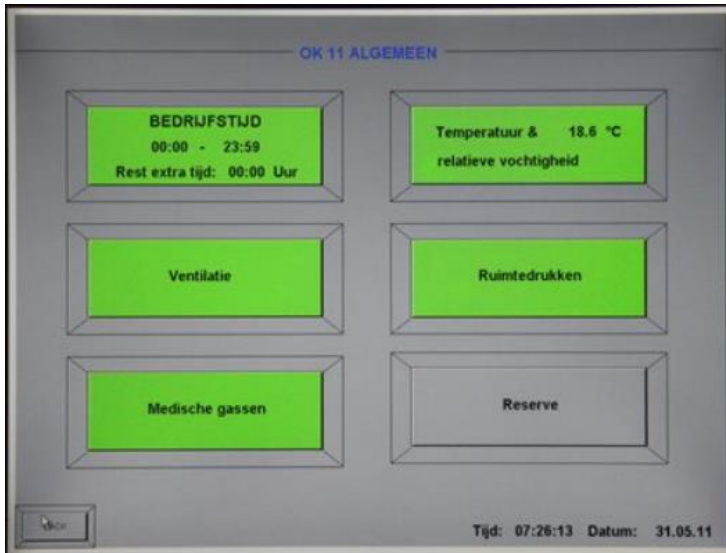 OK 11 ALGEMEEN
BEDRIJFSTIJD
00:00 - 23:59
Rest extra tijd: 00:00 Uur
Temperatuur & 18.6 °C
relatieve vochtigheid
Ventilatie
Ruimtedrukken
Medische gassen
Reserve
Tijd: 07:26:13 Datum: 31.05.11